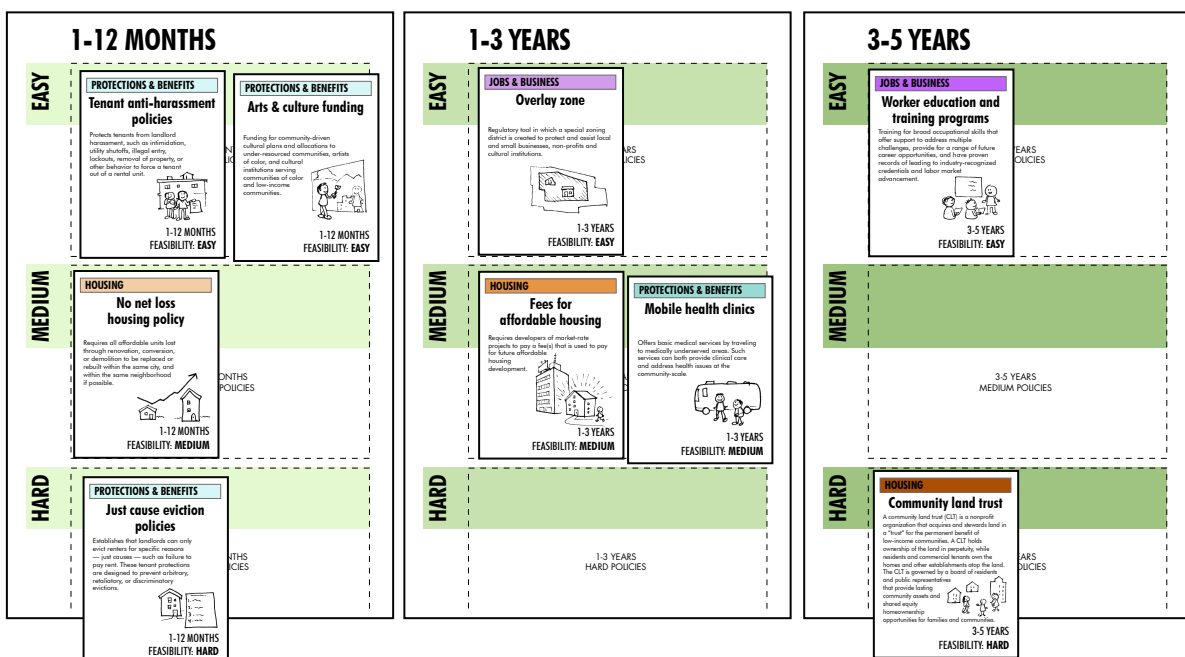 1-12 MONTHS
EASY
PROTECTIONS & BENEFITS
Tenant anti-harassment
policies
Protects tenants from landlord
harassment, such as intimidation,
utility shutoffs, illegal entry,
lockouts, removal of property, or
other behavior to force a tenant
out of a rental unit.
1-12 MONTHS
FEASIBILITY: EASY
PROTECTIONS & BENEFITS
Arts & culture funding
Funding for community-driven
cultural plans and allocations to
under-resourced communities, artists
of color, and cultural
institutions serving
communities of color
and low-income
communities.
1-12 MONTHS
FEASIBILITY: EASY
MEDIUM
HOUSING
No net loss
housing policy
Requires all affordable units lost
through renovation, conversion,
or demolition to be replaced or
rebuilt within the same city, and
within the same neighborhood
if possible.
1-12 MONTHS
FEASIBILITY: MEDIUM
POLICIES
HARD
PROTECTIONS & BENEFITS
Just cause eviction
policies
Establishes that landlords can only
evict renters for specific reasons
— just causes — such as failure to
pay rent. These tenant protections
are designed to prevent arbitrary,
retaliatory, or discriminatory
evictions.
1-12 MONTHS
FEASIBILITY: HARD
1-3 YEARS
EASY
JOBS & BUSINESS
Overlay zone
Regulatory tool in which a special zoning
district is created to protect and assist local
and small businesses, non-profits and
cultural institutions.
1-3 YEARS
FEASIBILITY: EASY
MEDIUM
HOUSING
Fees for
affordable housing
Requires developers of market-rate
projects to pay a fee(s) that is used to pay
for future affordable
housing
development.
1-3 YEARS
FEASIBILITY: MEDIUM
PROTECTIONS & BENEFITS
Mobile health clinics
Offers basic medical services by traveling
to medically underserved areas. Such
services can both provide clinical care
and address health issues at the
community-scale.
1-3 YEARS
FEASIBILITY: MEDIUM
HARD
1-3 YEARS
HARD POLICIES
3-5 YEARS
EASY
JOBS & BUSINESS
Worker education and
training programs
Training for broad occupational skills that
offer support to address multiple
challenges, provide for a range of future
career opportunities, and have proven
records of leading to industry-recognized
credentials and labor market
advancement.
3-5 YEARS
FEASIBILITY: EASY
MEDIUM
3-5 YEARS
MEDIUM POLICIES
HARD
HOUSING
Community land trust
A community land trust (CLT) is a nonprofit
organization that acquires and stewards land in
a "trust" for the permanent benefit of
low-income communities. A CLT holds
ownership of the land in perpetuity, while
residents and commercial tenants own the
homes and other establishments atop the land.
The CLT is governed by a board of residents
and public representatives
that provide lasting
community assets and
shared equity
homeownership
opportunities for families and communities.
3-5 YEARS
FEASIBILITY: HARD